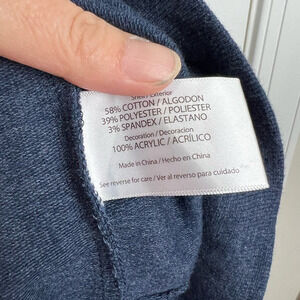 Shell / Exterior
58% COTTON / ALGODON
39% POLYESTER / POLIESTER
3% SPANDEX / ELASTANO
Decoration / Decoracion
100% ACRYLIC / ACRÍLICO
Made in China / Hecho en China
See reverse for care / Ver al reverso para cuidado